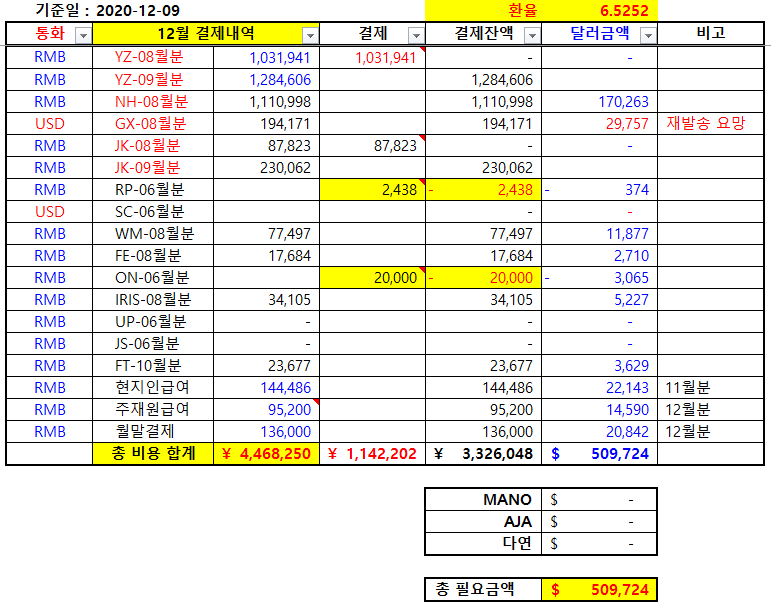 기준일 : 2020-12-09 환율 6.5252
통화 12월 결제내역 결제 결제잔액 달러금액 비고
RMB YZ-08월분 1,031,941 1,031,941 - -
RMB YZ-09월분 1,284,606 1,284,606
RMB NH-08월분 1,110,998 1,110,998 170,263
USD GX-08월분 194,171 194,171 29,757 재발송 요망
RMB JK-08월분 87,823 87,823 - -
RMB JK-09월분 230,062 230,062
RMB RP-06월분 2,438 - 2,438 - 374
USD SC-06월분 - -
RMB WM-08월분 77,497 77,497 11,877
RMB FE-08월분 17,684 17,684 2,710
RMB ON-06월분 20,000 - 20,000 - 3,065
RMB IRIS-08월분 34,105 34,105 5,227
RMB UP-06월분 - - -
RMB JS-06월분 - - -
RMB FT-10월분 23,677 23,677 3,629
RMB 현지인급여 144,486 144,486 22,143 11월분
RMB 주재원급여 95,200 95,200 14,590 12월분
RMB 월말결제 136,000 136,000 20,842 12월분
총 비용 합계 ¥ 4,468,250 ¥ 1,142,202 ¥ 3,326,048 $ 509,724
MANO $ -
AJA $ -
다연 $ -
총 필요금액 $ 509,724